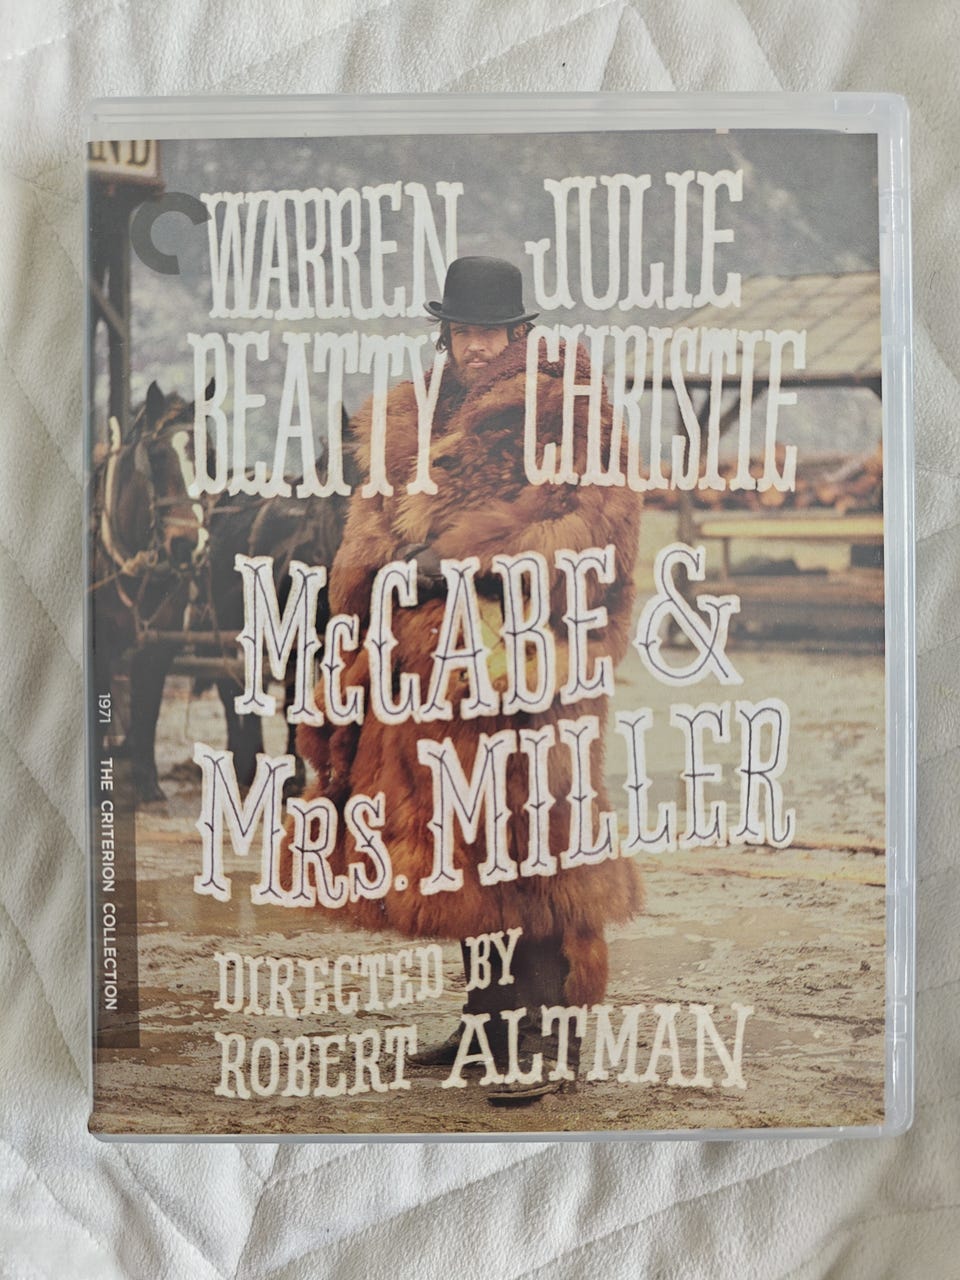 WARREN JULIE
BEATTY CHRISTIE
McCABE &
MRS. MILLER
DIRECTED BY
ROBERT ALTMAN
1971 THE CRITERION COLLECTION